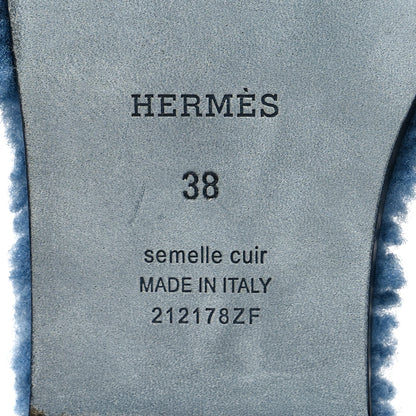 HERMÈS
38
semelle cuir
MADE IN ITALY
212178ZF